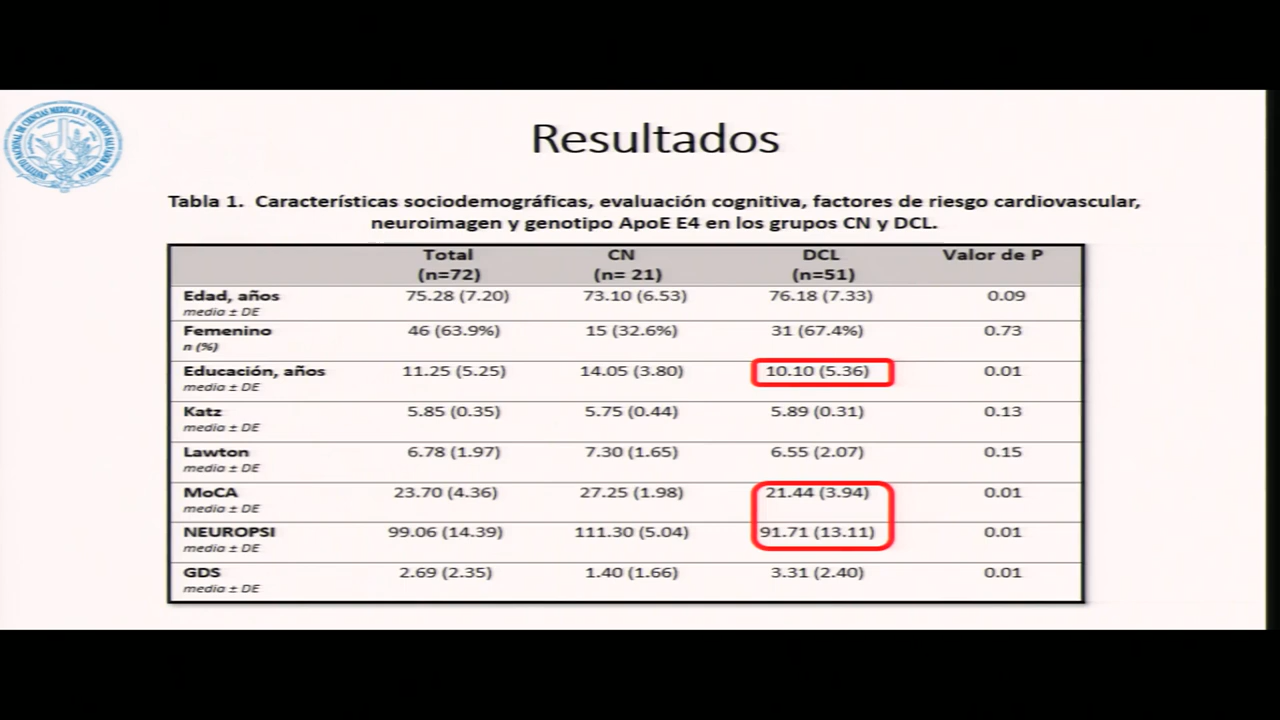 Resultados
Tabla 1. Características sociodemográficas, evaluación cognitiva, factores de riesgo cardiovascular,
neuroimagen y genotipo ApoE E4 en los grupos CN y DCL.
Total CN DCL Valor de P
(n=72) (n= 21) (n=51)
Edad, años 75.28 (7.20) 73.10 (6.53) 76.18 (7.33) 0.09
media ± DE
Femenino 46 (63.9%) 15 (32.6%) 31 (67.4%) 0.73
n (%)
Educación, años 11.25 (5.25) 14.05 (3.80) 10.10 (5.36) 0.01
media ± DE
Katz 5.85 (0.35) 5.75 (0.44) 5.89 (0.31) 0.13
media ± DE
Lawton 6.78 (1.97) 7.30 (1.65) 6.55 (2.07) 0.15
media ± DE
MoCA 23.70 (4.36) 27.25 (1.98) 21.44 (3.94) 0.01
media ± DE
NEUROPSI 99.06 (14.39) 111.30 (5.04) 91.71 (13.11) 0.01
media ± DE
GDS 2.69 (2.35) 1.40 (1.66) 3.31 (2.40) 0.01
media ± DE